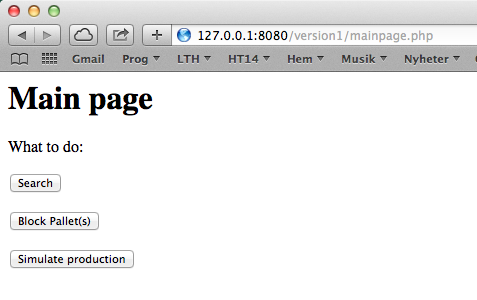 127.0.0.1:8080/version1/mainpage.php
Gmail Prog LTH HT14 Hem Musik Nyheter
Main page
What to do:
Search
Block Pallet(s)
Simulate production